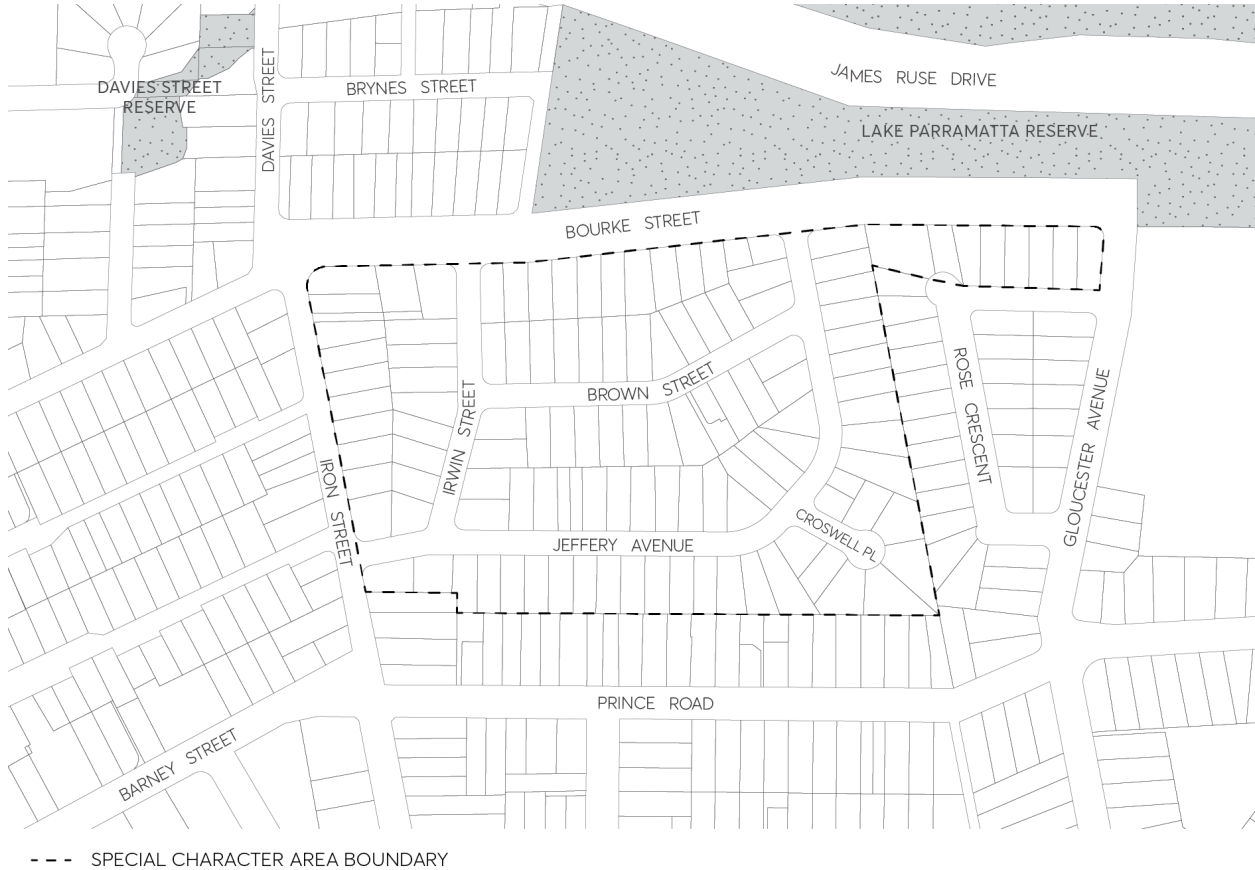 JAMES RUSE DRIVE
DAVIES STREET
RESERVE
DAVIES STREET
BRYNES STREET
LAKE PARRAMATTA RESERVE
BOURKE STREET
BROWN STREET
ROSE CRESCENT
GLOUCESTER AVENUE
IRWIN STREET
IRON STREET
CROSWELL PL
JEFFERY AVENUE
PRINCE ROAD
BARNEY STREET
SPECIAL CHARACTER AREA BOUNDARY